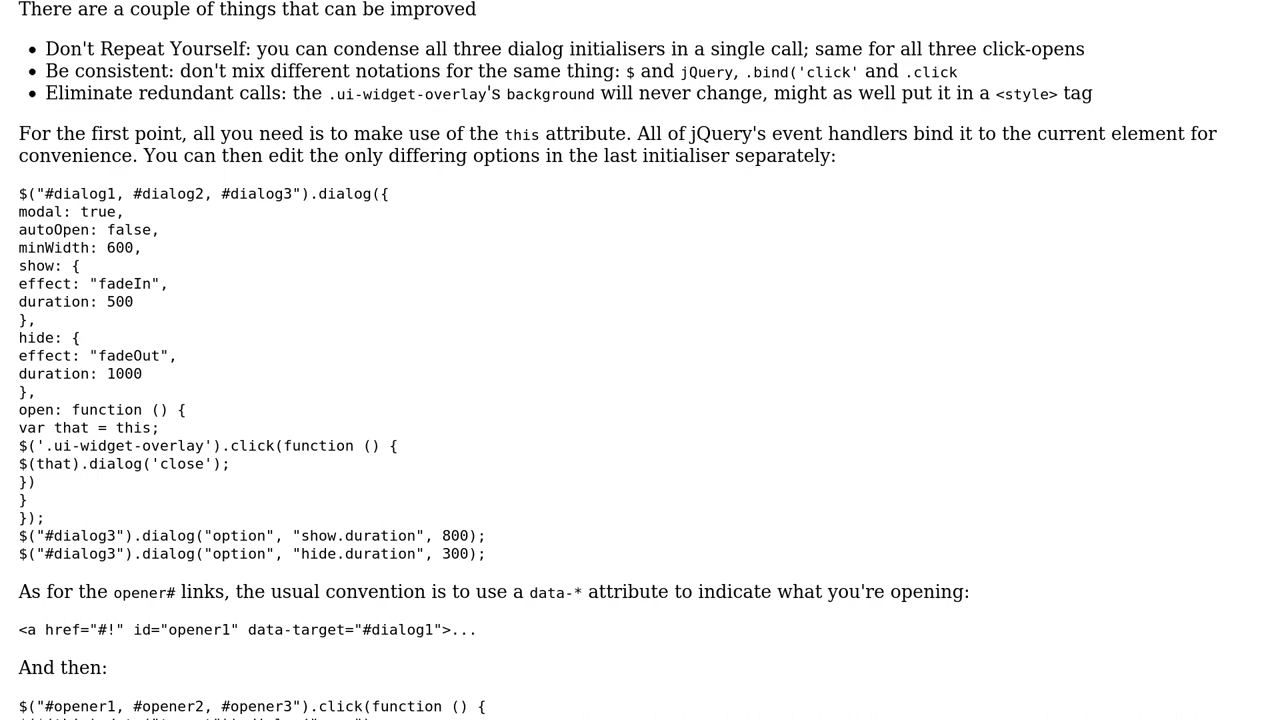 There are a couple of things that can be improved
Don't Repeat Yourself: you can condense all three dialog initialisers in a single call; same for all three click-opens
Be consistent: don't mix different notations for the same thing: $ and jQuery, .bind('click' and .click
Eliminate redundant calls: the .ui-widget-overlay's background will never change, might as well put it in a <style> tag
For the first point, all you need is to make use of the this attribute. All of jQuery's event handlers bind it to the current element for
convenience. You can then edit the only differing options in the last initialiser separately:
$("#dialog1, #dialog2, #dialog3").dialog({
modal: true,
autoOpen: false,
minWidth: 600,
show: {
effect: "fadeIn",
duration: 500
},
hide: {
effect: "fadeOut",
duration: 1000
},
open: function () {
var that = this;
$('.ui-widget-overlay').click(function () {
$(that).dialog('close');
})
}
});
$("#dialog3").dialog("option", "show.duration", 800);
$("#dialog3").dialog("option", "hide.duration", 300);
As for the opener# links, the usual convention is to use a data-* attribute to indicate what you're opening:
<a href="#!" id="opener1" data-target="#dialog1">...
And then:
$("#opener1, #opener2, #opener3").click(function () {